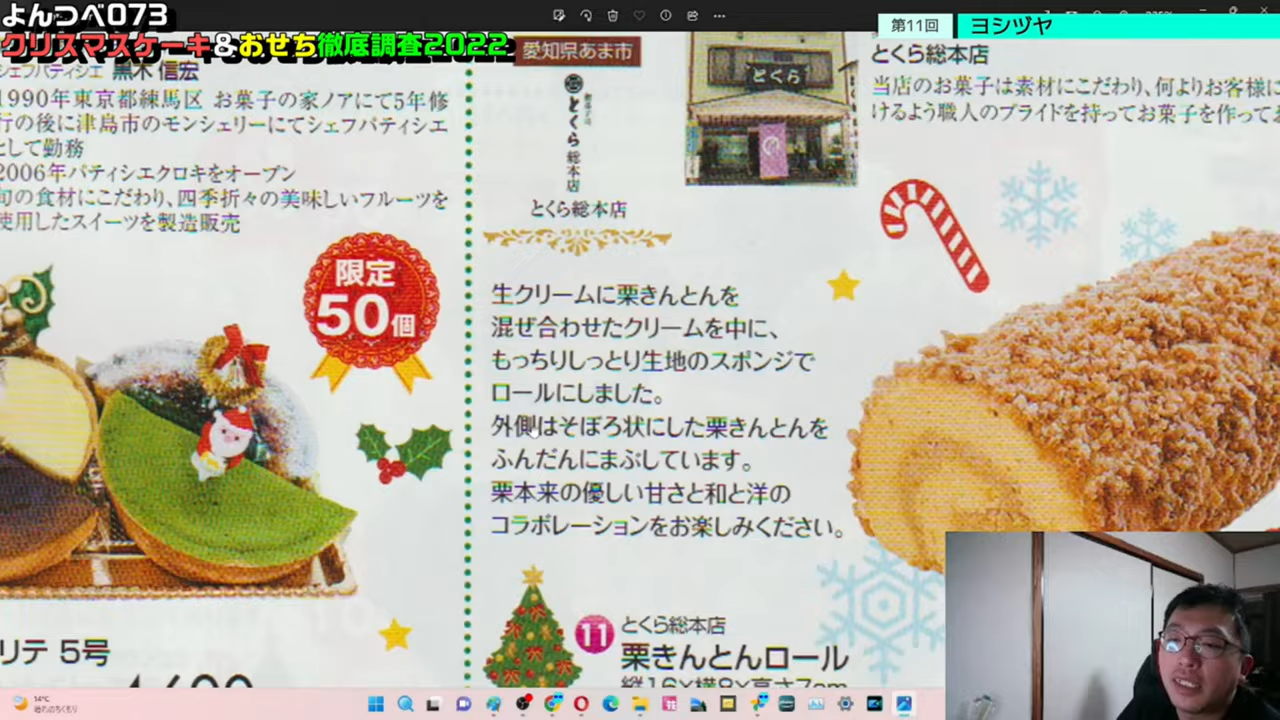 よんつべ073
クリスマスケーキ&おせち徹底調査2022
第11回
ヨシヅヤ
シェフパティシエ 黒木 信宏
1990年東京都練馬区 お菓子の家ノアにて5年修
行の後に津島市のモンシェリーにてシェフパティシエ
として勤務
2006年パティシエクロキをオープン
旬の食材にこだわり、四季折々の美味しいフルーツを
使用したスイーツを製造販売
限定
50個
リテ 5号
愛知県あま市
とくら
総本店
とくら総本店
とくら
とくら総本店
当店のお菓子は素材にこだわり、何よりお客様に
けるよう職人のプライドを持ってお菓子を作ってお
生クリームに栗きんとんを
混ぜ合わせたクリームを中に、
もっちりしっとり生地のスポンジで
ロールにしました。
外側はそぼろ状にした栗きんとんを
ふんだんにまぶしています。
栗本来の優しい甘さと和と洋の
コラボレーションをお楽しみください。
11
とくら総本店
栗きんとんロール
縦16×横8×高さ7cm
14°C